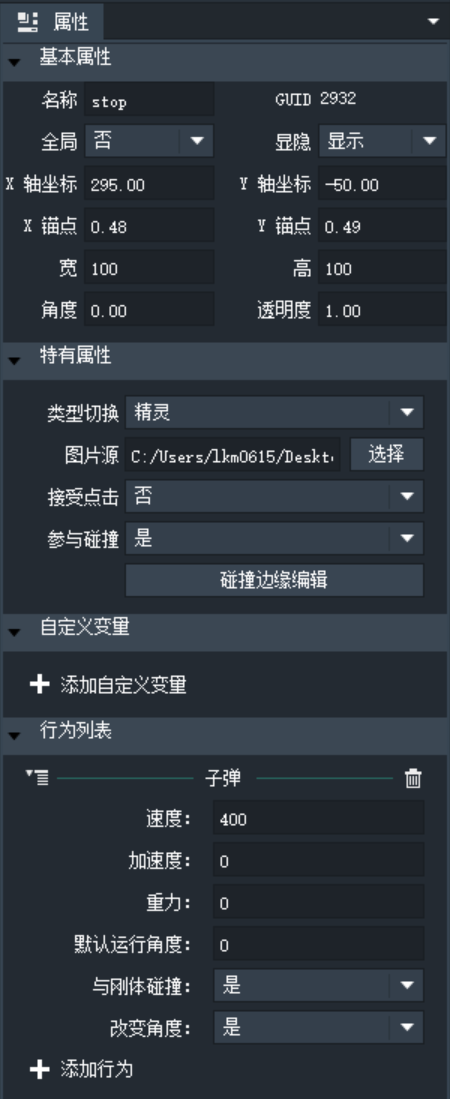 属性
基本属性
名称 stop GUID 2932
全局 否 显隐 显示
X 轴坐标 295.00 Y 轴坐标 -50.00
X 锚点 0.48 Y 锚点 0.49
宽 100 高 100
角度 0.00 透明度 1.00
特有属性
类型切换 精灵
图片源 C:/Users/lkm0615/Deskt 选择
接受点击 否
参与碰撞 是
碰撞边缘编辑
自定义变量
添加自定义变量
行为列表
子弹
速度: 400
加速度: 0
重力: 0
默认运行角度: 0
与刚体碰撞: 是
改变角度: 是
添加行为